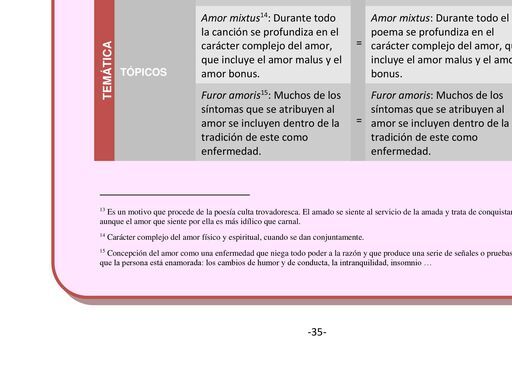 TEMÁTICA
TÓPICOS
Amor mixtus14: Durante todo
la canción se profundiza en el
carácter complejo del amor,
que incluye el amor malus y el
amor bonus.
=
Amor mixtus: Durante todo el
poema se profundiza en el
carácter complejo del amor,
incluye el amor malus y el
bonus.
Furor amoris15: Muchos de los
síntomas que se atribuyen al
amor se incluyen dentro de la
tradición de este como
enfermedad.
=
Furor amoris: Muchos de los
síntomas que se atribuyen al
amor se incluyen dentro de la
tradición de este como
enfermedad.
13 Es un motivo que procede de la poesía culta trovadoresca. El amado se siente al servicio de la amada y trata de
aunque el amor que siente por ella es más idílico que carnal.
14 Carácter complejo del amor físico y espiritual, cuando se dan conjuntamente.
15 Concepción del amor como una enfermedad que niega todo poder a la razón y que produce una serie de señales o
que la persona está enamorada: los cambios de humor y de conducta, la intranquilidad, insomnio …
-35-